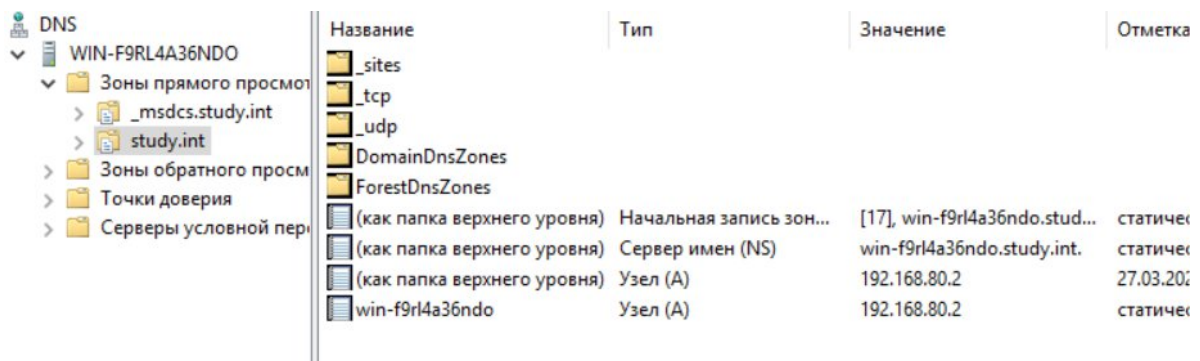 DNS
WIN-F9RL4A36NDO
Зоны прямого просмот
_msdcs.study.int
study.int
Зоны обратного просм
Точки доверия
Серверы условной пере
Название Тип Значение Отметка
_sites
_tcp
_udp
DomainDnsZones
ForestDnsZones
(как папка верхнего уровня) Начальная запись зон... [17], win-f9rl4a36ndo.stud... статичес
(как папка верхнего уровня) Сервер имен (NS) win-f9rl4a36ndo.study.int. статичес
(как папка верхнего уровня) Узел (A) 192.168.80.2 27.03.202
win-f9rl4a36ndo Узел (A) 192.168.80.2 статичес